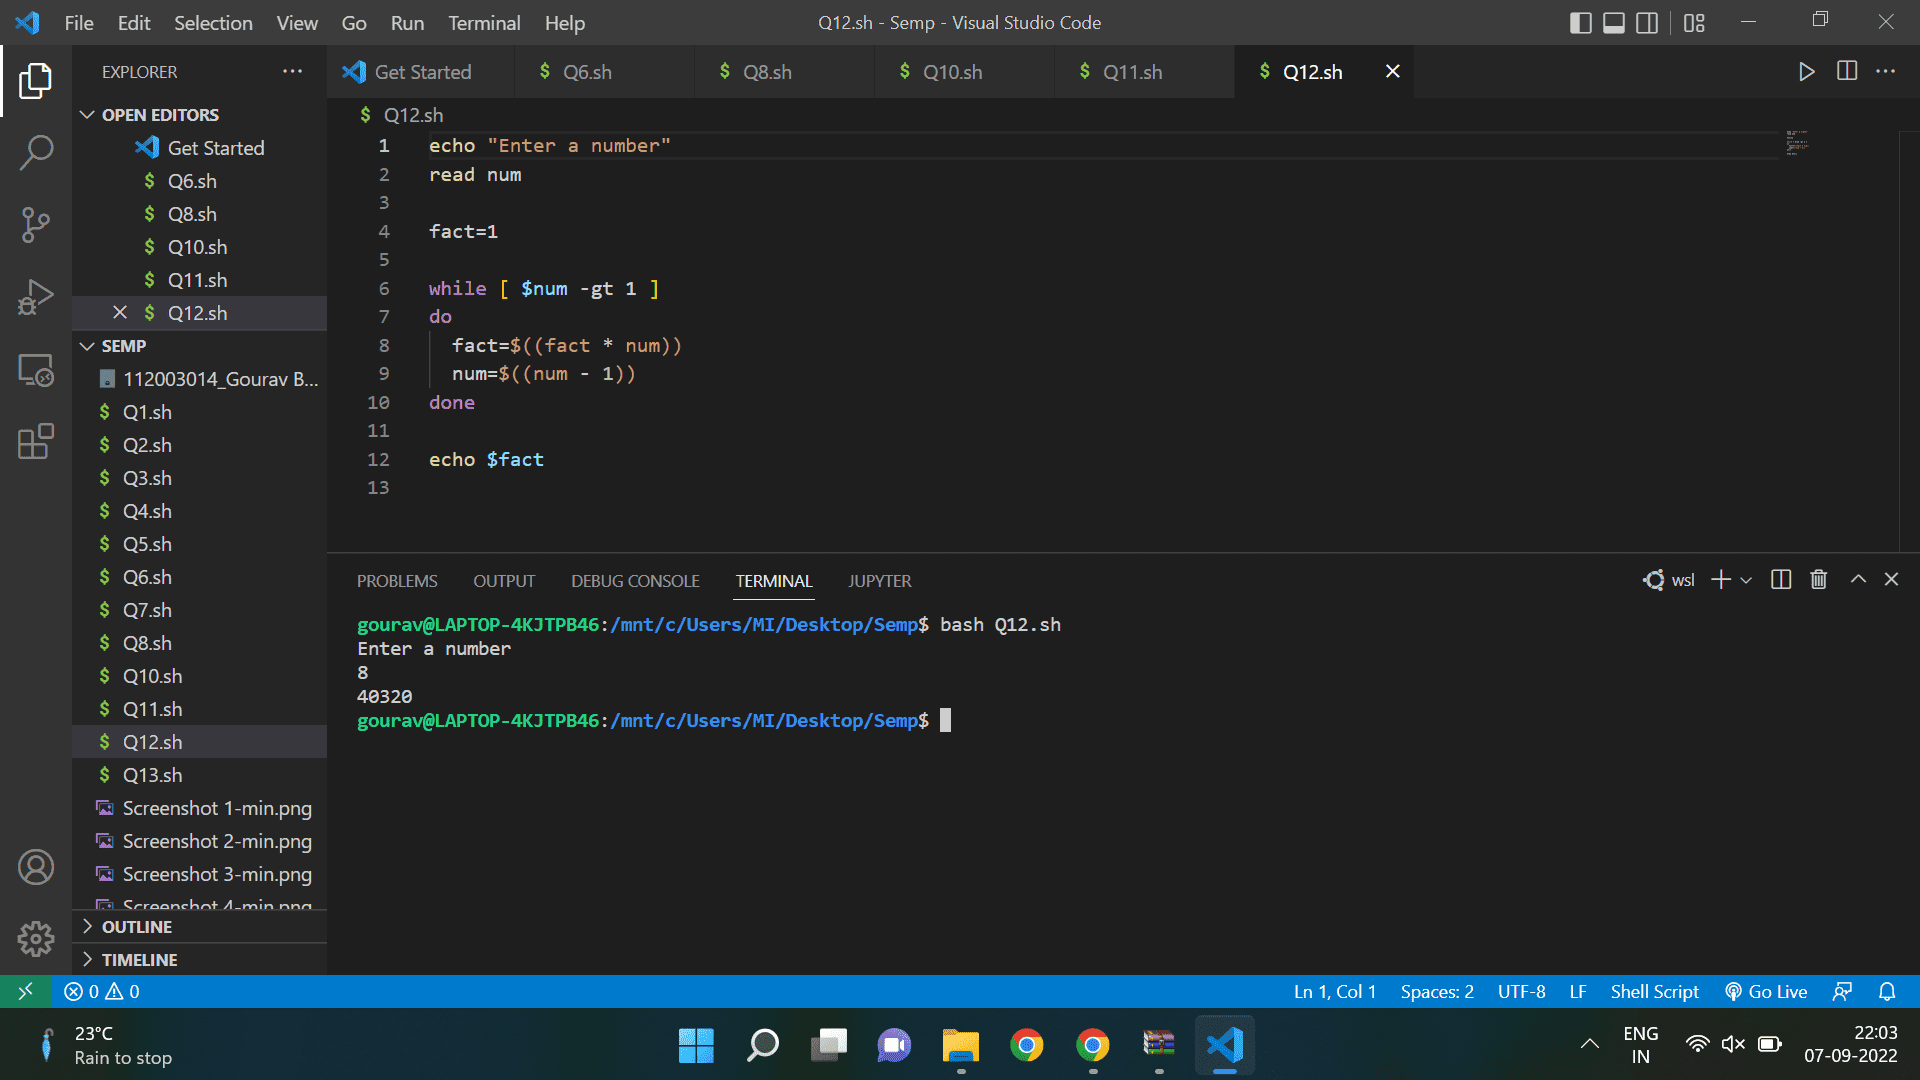 File Edit Selection View Go Run Terminal Help
Q12.sh - Semp - Visual Studio Code
EXPLORER
OPEN EDITORS
Get Started
Q6.sh
Q8.sh
Q10.sh
Q11.sh
Q12.sh
SEMP
112003014_Gourav B...
Q1.sh
Q2.sh
Q3.sh
Q4.sh
Q5.sh
Q6.sh
Q7.sh
Q8.sh
Q10.sh
Q11.sh
Q12.sh
Q13.sh
Screenshot 1-min.png
Screenshot 2-min.png
Screenshot 3-min.png
Screenshot 4-min.png
OUTLINE
TIMELINE
Get Started $ Q6.sh $ Q8.sh $ Q10.sh $ Q11.sh $ Q12.sh
$ Q12.sh
1 echo "Enter a number"
2 read num
3
4 fact=1
5
6 while [ $num -gt 1 ]
7 do
8 fact=$((fact * num))
9 num=$((num - 1))
10 done
11
12 echo $fact
13
PROBLEMS OUTPUT DEBUG CONSOLE TERMINAL JUPYTER
wsl
gourav@LAPTOP-4KJTPB46:/mnt/c/Users/MI/Desktop/Semp$ bash Q12.sh
Enter a number
8
40320
gourav@LAPTOP-4KJTPB46:/mnt/c/Users/MI/Desktop/Semp$
0 0
Ln 1, Col 1 Spaces: 2 UTF-8 LF Shell Script Go Live
23°C
Rain to stop
ENG
IN
22:03
07-09-2022